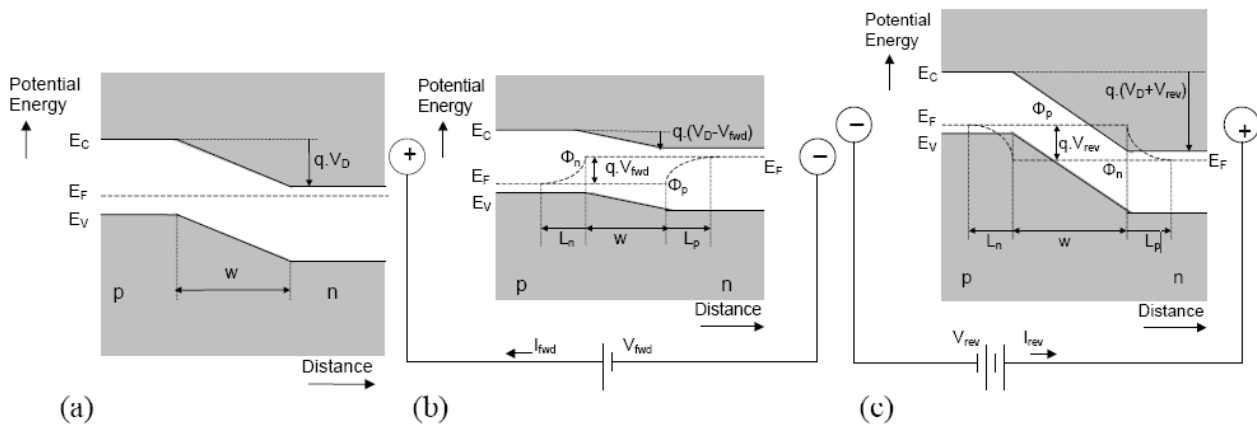 Potential
Energy
E_C
E_F
E_V
q.V_D
w
p
n
Distance
(a)
Potential
Energy
E_C
E_F
E_V
Φ_n
q.V_fwd
q.(V_D-V_fwd)
Φ_p
E_F
L_n
w
L_p
p
n
Distance
+
−
I_fwd
V_fwd
(b)
Potential
Energy
E_C
E_F
E_V
Φ_p
q.(V_D+V_rev)
q.V_rev
Φ_n
E_F
L_n
w
L_p
p
n
Distance
−
+
V_rev
I_rev
(c)